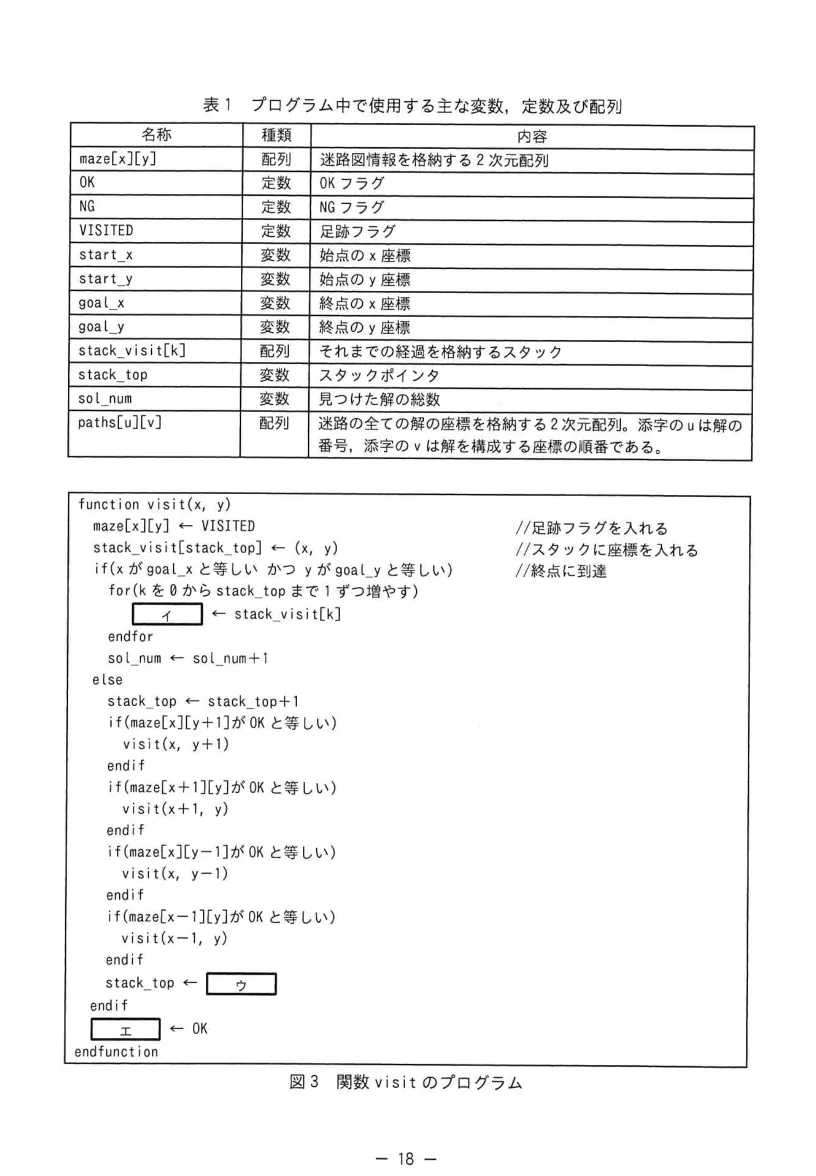 表1　プログラム中で使用する主な変数，定数及び配列
名称　種類　内容
maze[x][y]　配列　迷路図情報を格納する2次元配列
OK　定数　OKフラグ
NG　定数　NGフラグ
VISITED　定数　足跡フラグ
start_x　変数　始点のx座標
start_y　変数　始点のy座標
goal_x　変数　終点のx座標
goal_y　変数　終点のy座標
stack_visit[k]　配列　それまでの経過を格納するスタック
stack_top　変数　スタックポインタ
sol_num　変数　見つけた解の総数
paths[u][v]　配列　迷路の全ての解の座標を格納する2次元配列。添字のuは解の
番号，添字のvは解を構成する座標の順番である。
function visit(x, y)
maze[x][y] ← VISITED　//足跡フラグを入れる
stack_visit[stack_top] ← (x, y)　//スタックに座標を入れる
if(xがgoal_xと等しい かつ yがgoal_yと等しい)　//終点に到達
for(kを0からstack_topまで1ずつ増やす)
イ ← stack_visit[k]
endfor
sol_num ← sol_num＋1
else
stack_top ← stack_top＋1
if(maze[x][y＋1]がOKと等しい)
visit(x, y＋1)
endif
if(maze[x＋1][y]がOKと等しい)
visit(x＋1, y)
endif
if(maze[x][y－1]がOKと等しい)
visit(x, y－1)
endif
if(maze[x－1][y]がOKと等しい)
visit(x－1, y)
endif
stack_top ← ウ
endif
エ ← OK
endfunction
図3　関数visitのプログラム
－ 18 －